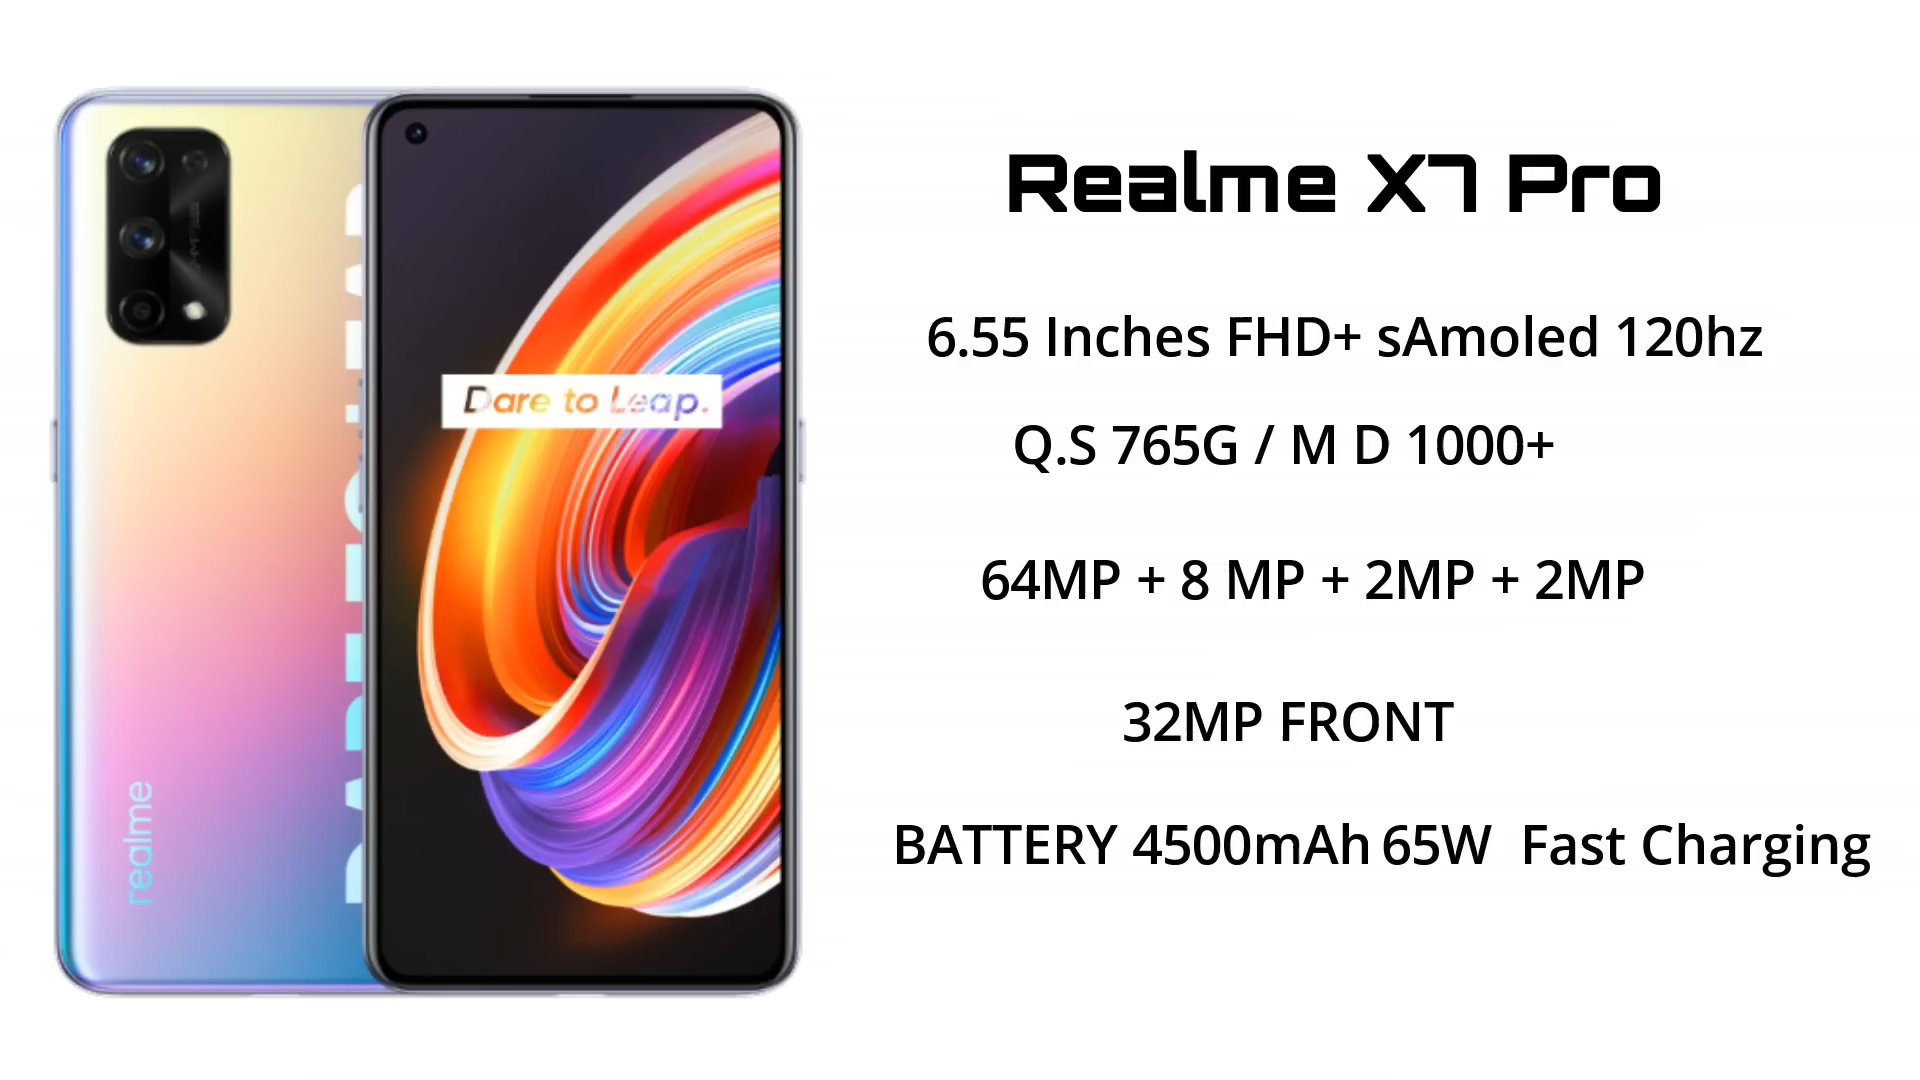 Realme X7 Pro
6.55 Inches FHD+ sAmoled 120hz
Q.S 765G / M D 1000+
64MP + 8 MP + 2MP + 2MP
32MP FRONT
BATTERY 4500mAh 65W Fast Charging
Dare to Leap.
realme